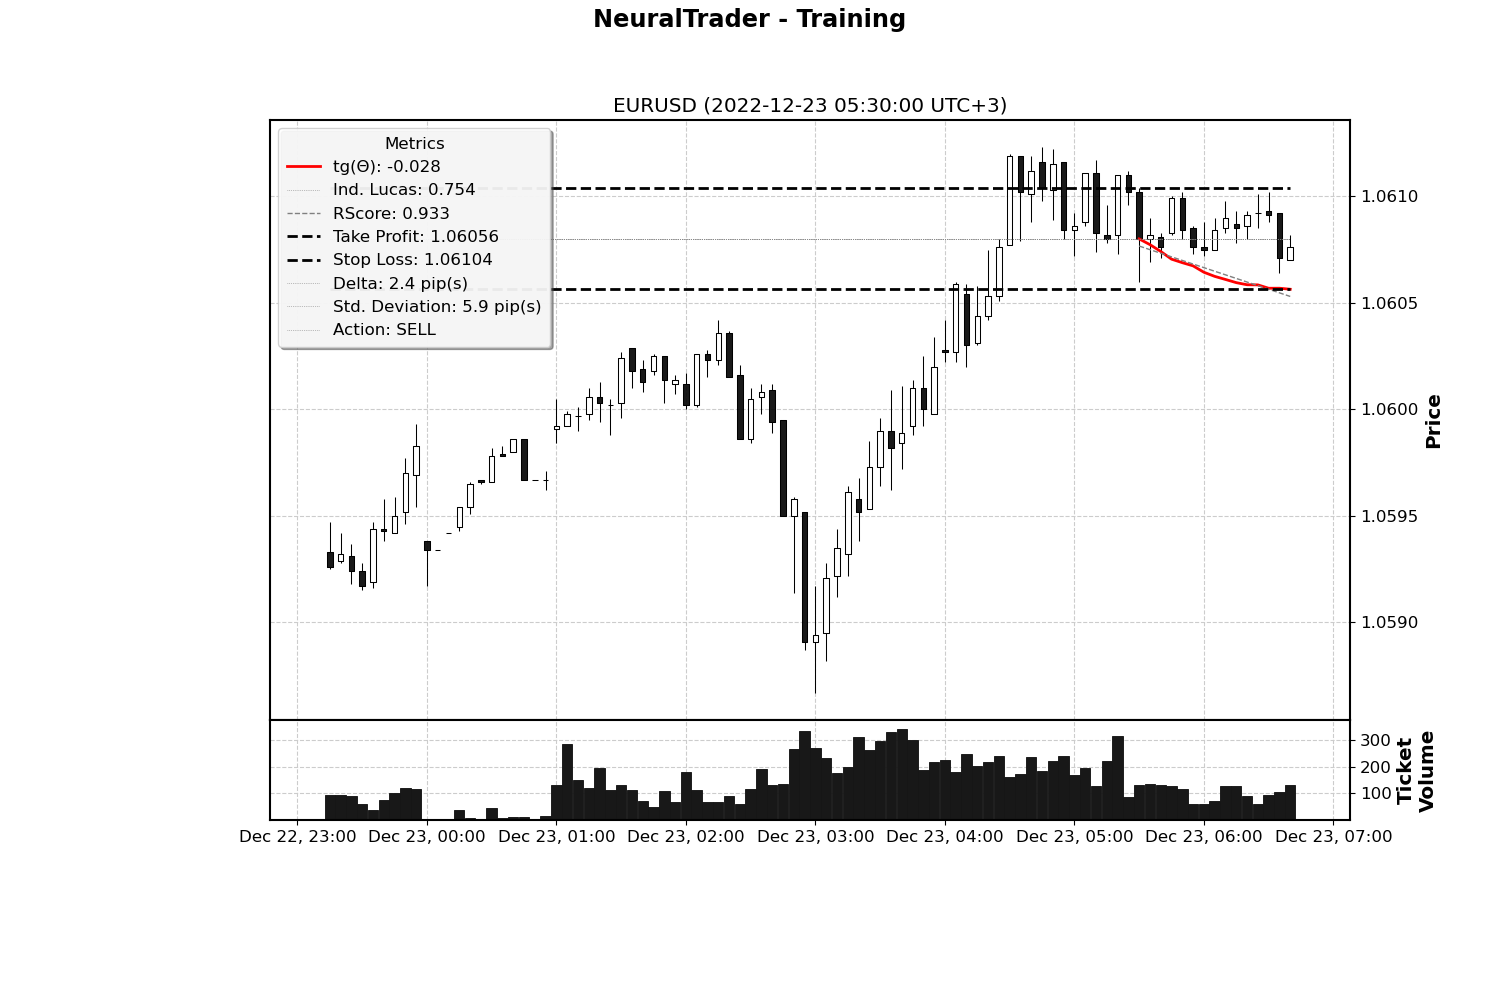 NeuralTrader - Training
EURUSD (2022-12-23 05:30:00 UTC+3)
Metrics
tg(Θ): -0.028
Ind. Lucas: 0.754
RScore: 0.933
Take Profit: 1.06056
Stop Loss: 1.06104
Delta: 2.4 pip(s)
Std. Deviation: 5.9 pip(s)
Action: SELL
1.0610
1.0605
1.0600
1.0595
1.0590
Price
300
200
100
Ticket
Volume
Dec 22, 23:00 Dec 23, 00:00 Dec 23, 01:00 Dec 23, 02:00 Dec 23, 03:00 Dec 23, 04:00 Dec 23, 05:00 Dec 23, 06:00 Dec 23, 07:00